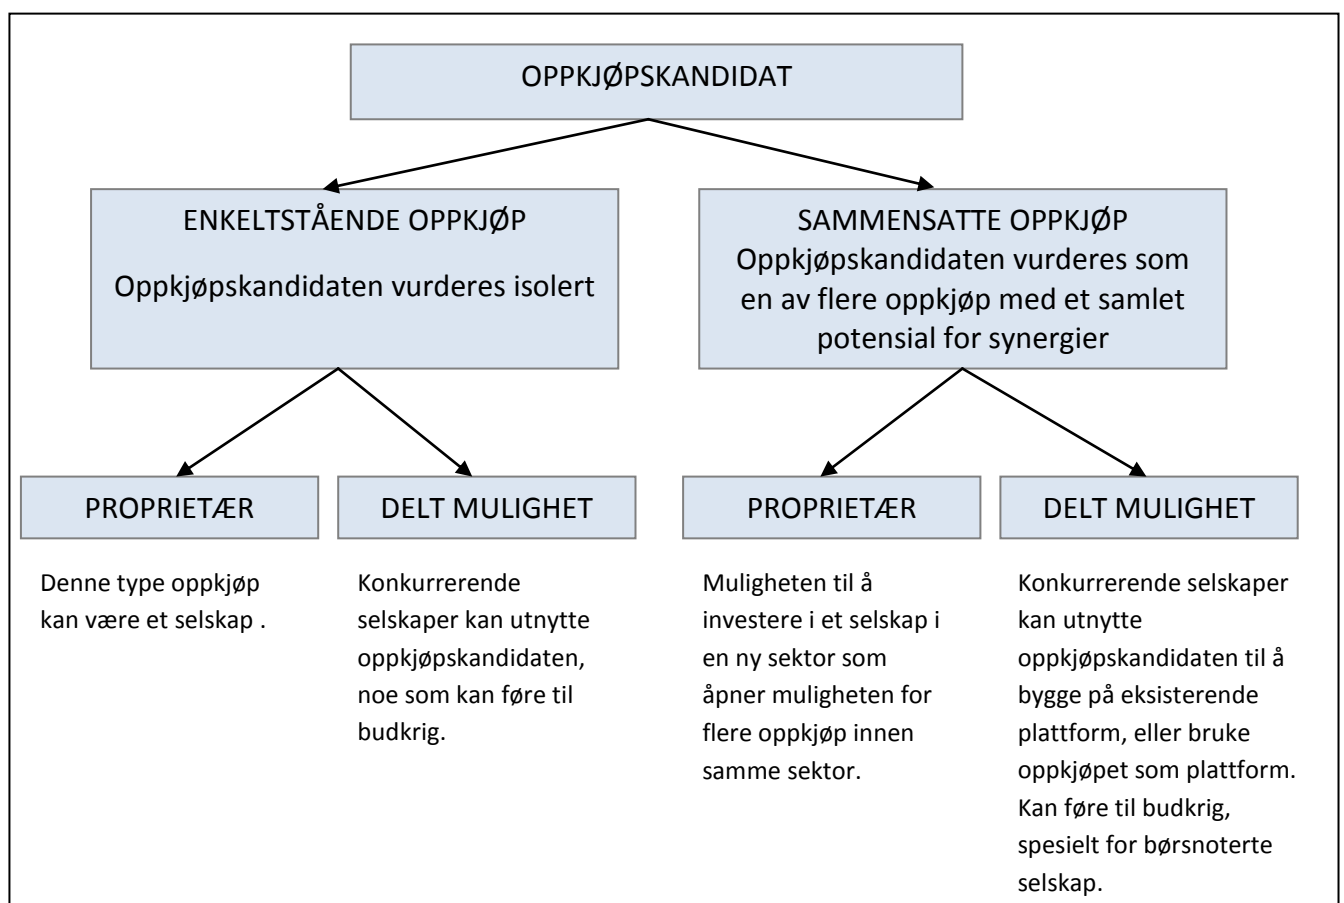 OPPKJØPSKANDIDAT
ENKELTSTÅENDE OPPKJØP
Oppkjøpskandidaten vurderes isolert
SAMMENSATTE OPPKJØP
Oppkjøpskandidaten vurderes som
en av flere oppkjøp med et samlet
potensial for synergier
PROPRIETÆR
Denne type oppkjøp
kan være et selskap .
DELT MULIGHET
Konkurrerende
selskaper kan utnytte
oppkjøpskandidaten,
noe som kan føre til
budkrig.
PROPRIETÆR
Muligheten til å
investere i et selskap i
en ny sektor som
åpner muligheten for
flere oppkjøp innen
samme sektor.
DELT MULIGHET
Konkurrerende selskaper
kan utnytte
oppkjøpskandidaten til å
bygge på eksisterende
plattform, eller bruke
oppkjøpet som plattform.
Kan føre til budkrig,
spesielt for børsnoterte
selskap.